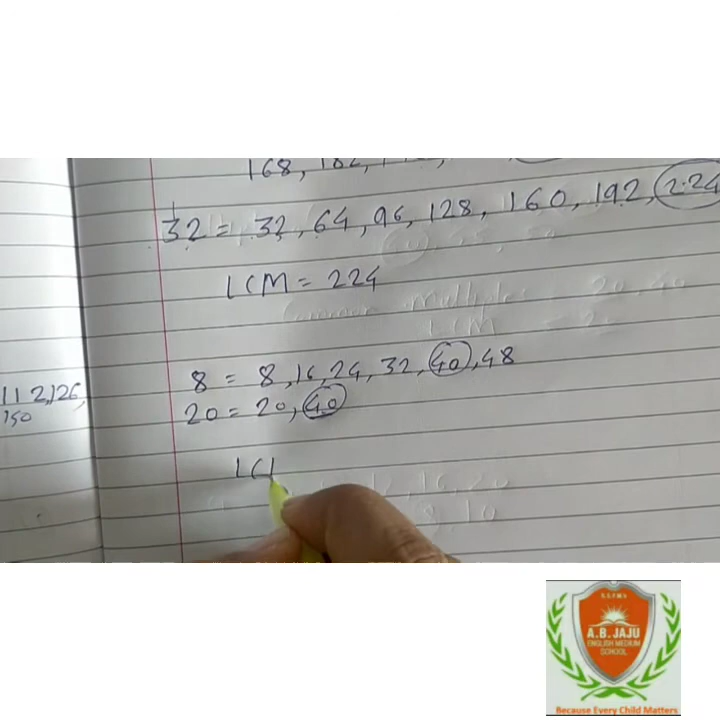 168,
32 = 32, 64, 96, 128, 160, 192, 224
LCM = 224
8 = 8, 16, 24, 32, 40, 48
20 = 20, 40
LC
112,126,
150
A.B. JAJU
ENGLISH MEDIUM
SCHOOL
Because Every Child Matters